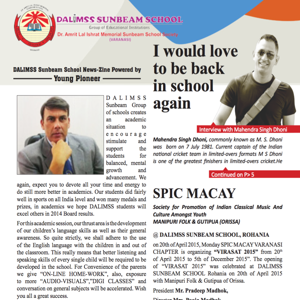 DALIMSS SUNBEAM SCHOOL
Group of Educational Institutions
Dr. Amrit Lal Ishrat Memorial Sunbeam School Society
(VARANASI)
DALIMSS Sunbeam School News-Zine Powered by
Young Pioneer
DALIMSS
Sunbeam Group
of schools creates
an academic
situation to
encourage
stimulate and
support the
students for
balanced, mental
growth and
advancement. We
again, expect you to devote all your time and energy to
do still more better in academics. Our students did fairly
well in sports on all India level and won many medals and
prizes, in academics we hope DALIMSS students will
excel others in 2014 Board results.
For this academic session, our thrust area is the development
of our children's language skills as well as their general
awareness. So quite strictly, we shall adhere to the use
of the English language with the children in and out of
the classroom. This really means that better listening and
speaking skills of every single child will be required to be
developed in the school. For Convenience of the parents
we give "ON-LINE HOME-WORK", also, exposure
to more "AUDIO-VISUALS", "DIGI CLASSES" and
conversation on general subjects will be accelerated. Wish
you all a great success.
I would love
to be back
in school
again
Interview with Mahendra Singh Dhoni
Mahendra Singh Dhoni, commonly known as M. S. Dhoni
was born on 7 July 1981. Current captain of the Indian
national cricket team in limited-overs formats M S Dhoni
is one of the greatest finishers in limited-overs cricket.He
Continued on P> 5
SPIC MACAY
Society for Promotion of Indian Classical Music And
Culture Amongst Youth
MANIPURI FOLK & GUTIPUA (ORISSA)
@ DALIMSS SUNBEAM SCHOOL, ROHANIA
on 20th of April 2015, Monday SPIC MACAY VARANASI
CHAPTER is organizing "VIRASAT 2015" from 20th
of April 2015 to 5th of December 2015". The opening
of "VIRASAT 2015" was celebrated at DALIMSS
SUNBEAM SCHOOL Rohania on 20th of April 2015
with Manipuri Folk & Gutipua of Orissa.
President Mr. Pradeep Madhok